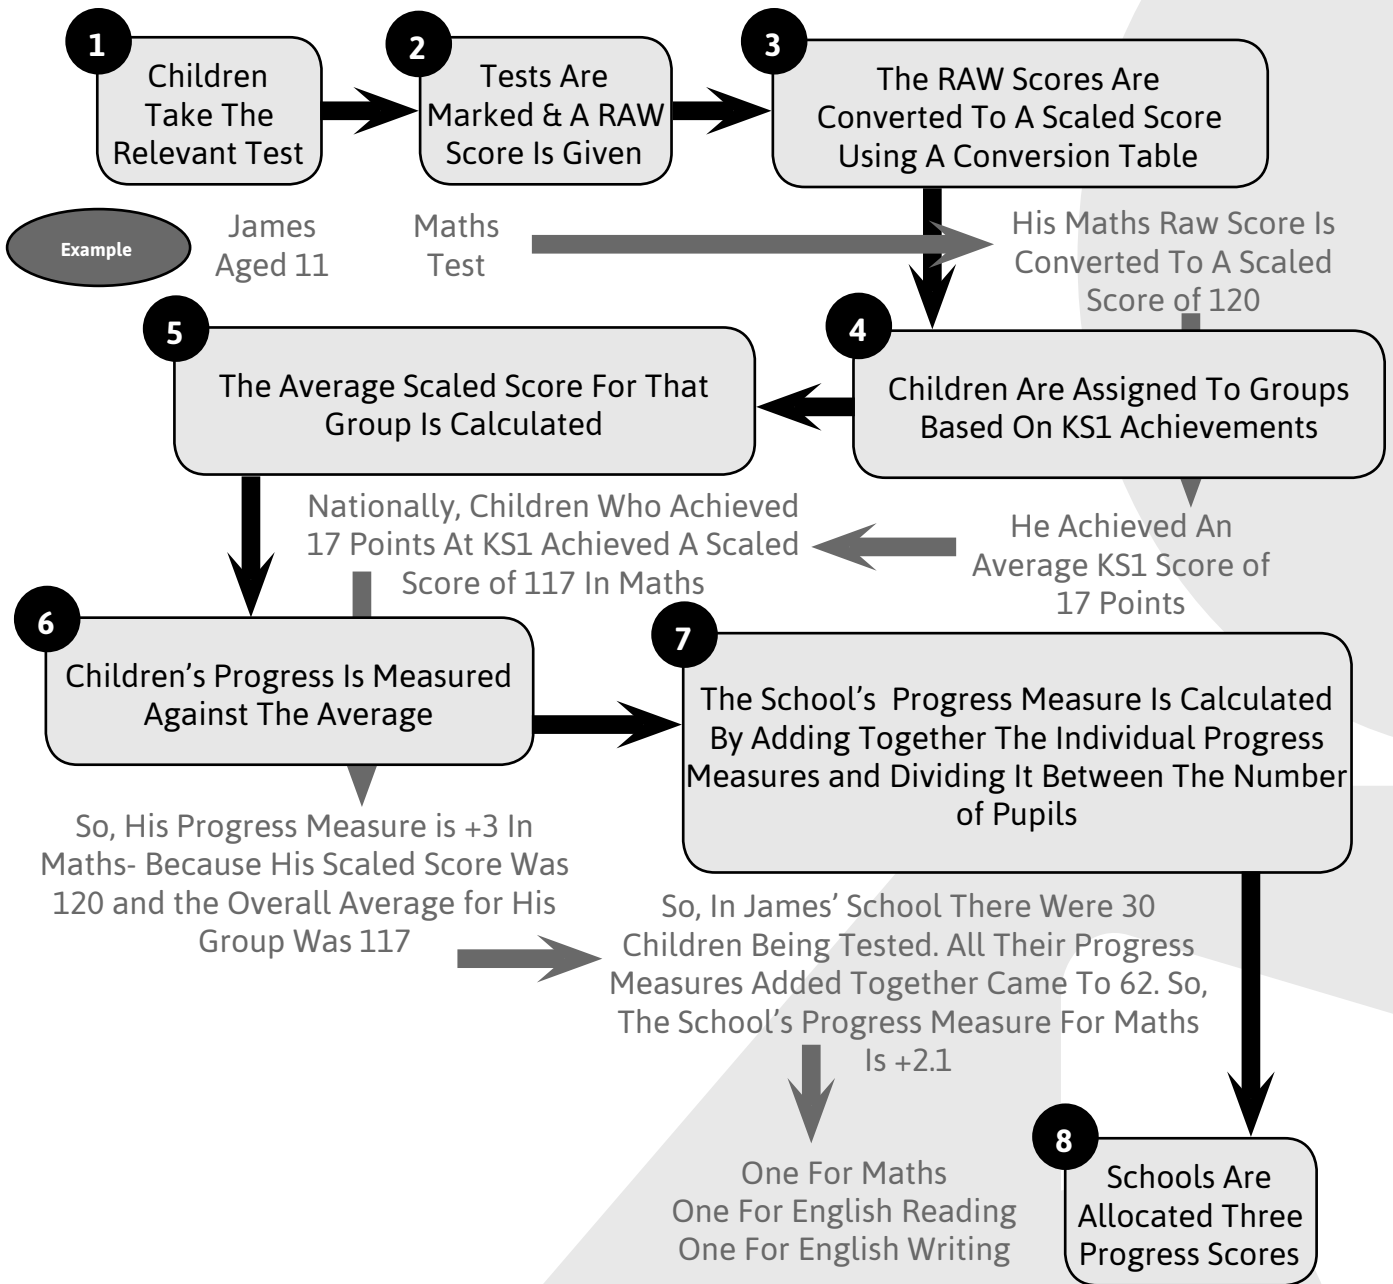 1
Children
Take The
Relevant Test
2
Tests Are
Marked & A RAW
Score Is Given
3
The RAW Scores Are
Converted To A Scaled Score
Using A Conversion Table
Example
James
Aged 11
Maths
Test
His Maths Raw Score Is
Converted To A Scaled
Score of 120
4
Children Are Assigned To Groups
Based On KS1 Achievements
5
The Average Scaled Score For That
Group Is Calculated
He Achieved An
Average KS1 Score of
17 Points
Nationally, Children Who Achieved
17 Points At KS1 Achieved A Scaled
Score of 117 In Maths
6
Children's Progress Is Measured
Against The Average
So, His Progress Measure is +3 In
Maths- Because His Scaled Score Was
120 and the Overall Average for His
Group Was 117
7
The School's  Progress Measure Is Calculated
By Adding Together The Individual Progress
Measures and Dividing It Between The Number
of Pupils
So, In James' School There Were 30
Children Being Tested. All Their Progress
Measures Added Together Came To 62. So,
The School's Progress Measure For Maths
Is +2.1
8
Schools Are
Allocated Three
Progress Scores
One For Maths
One For English Reading
One For English Writing